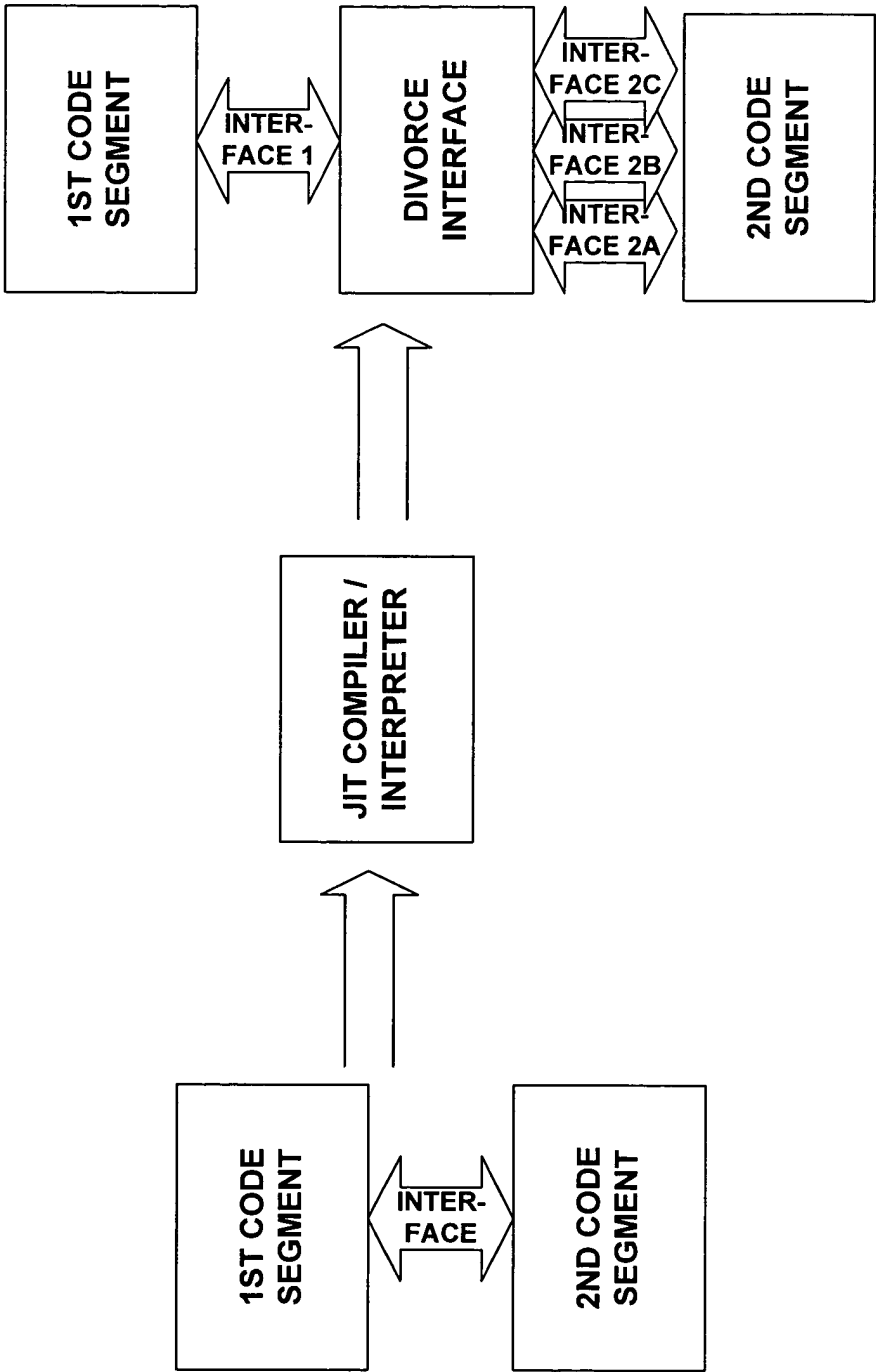 1ST CODE
SEGMENT
INTER-
FACE
2ND CODE
SEGMENT
JIT COMPILER /
INTERPRETER
1ST CODE
SEGMENT
INTER-
FACE 1
DIVORCE
INTERFACE
INTER-
FACE 2A
INTER-
FACE 2B
INTER-
FACE 2C
2ND CODE
SEGMENT